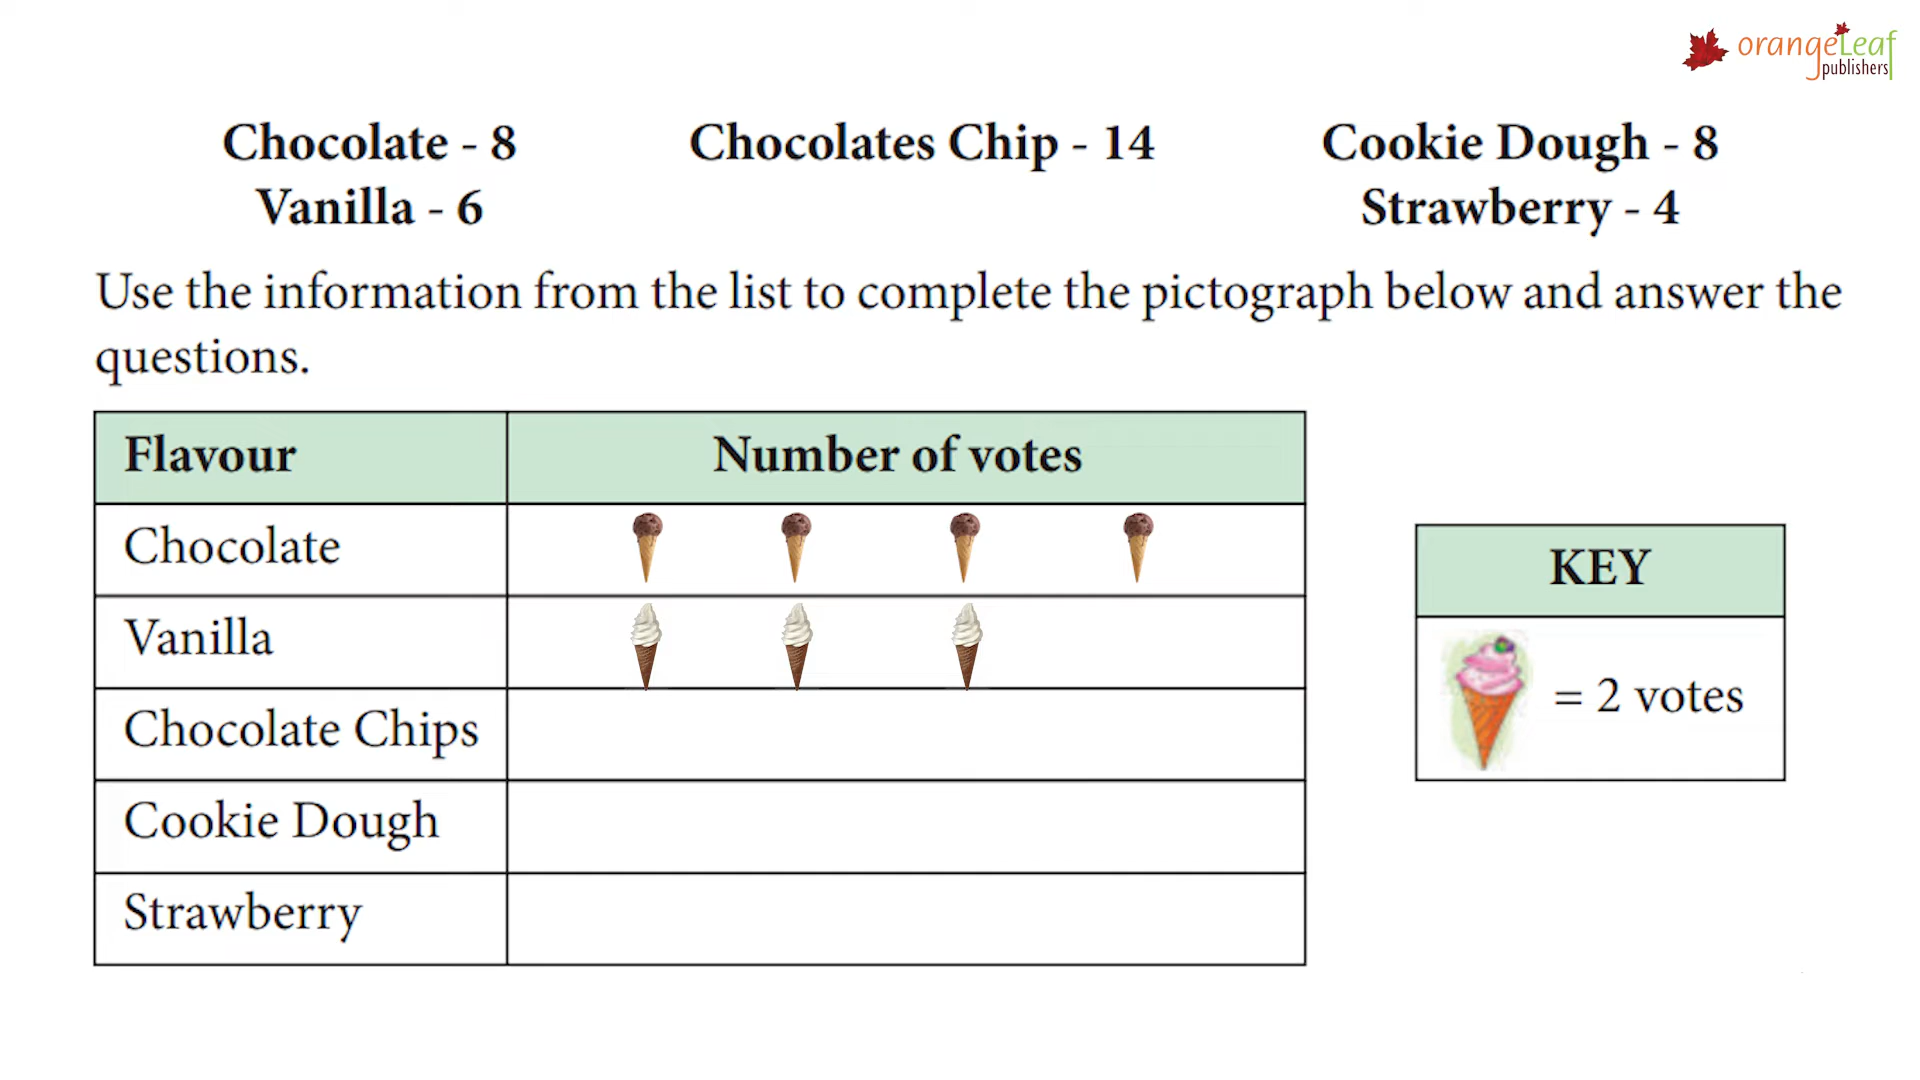 orangeLeaf
publishers
Chocolate - 8 Chocolates Chip - 14 Cookie Dough - 8
Vanilla - 6 Strawberry - 4
Use the information from the list to complete the pictograph below and answer the
questions.
Flavour Number of votes
Chocolate
Vanilla
Chocolate Chips
Cookie Dough
Strawberry
KEY
= 2 votes